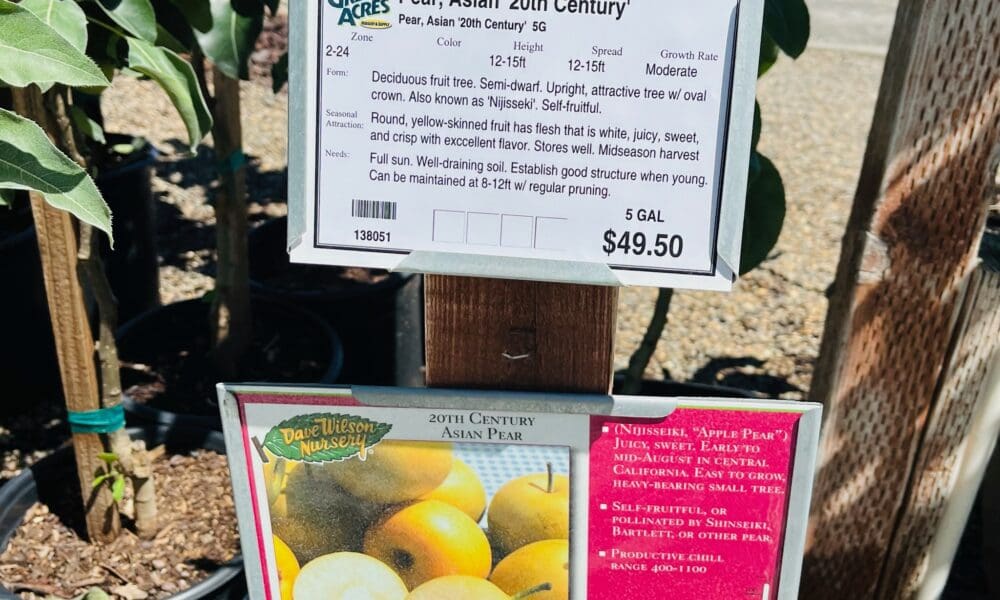 ACRES
NURSERY & SUPPLY
Pear, Asian '20th Century'
Pear, Asian '20th Century' 5G
Zone Color Height Spread Growth Rate
2-24 12-15ft 12-15ft Moderate
Form: Deciduous fruit tree. Semi-dwarf. Upright, attractive tree w/ oval
crown. Also known as 'Nijisseki'. Self-fruitful.
Seasonal Attraction: Round, yellow-skinned fruit has flesh that is white, juicy, sweet,
and crisp with exccellent flavor. Stores well. Midseason harvest
Needs: Full sun. Well-draining soil. Establish good structure when young.
Can be maintained at 8-12ft w/ regular pruning.
138051
5 GAL
$49.50
Dave Wilson
Nursery
20TH CENTURY
ASIAN PEAR
▪ (NIJISSEIKI, "APPLE PEAR")
JUICY, SWEET. EARLY TO
MID-AUGUST IN CENTRAL
CALIFORNIA. EASY TO GROW,
HEAVY-BEARING SMALL TREE.
▪ SELF-FRUITFUL, OR
POLLINATED BY SHINSEIKI,
BARTLETT, OR OTHER PEAR
▪ PRODUCTIVE CHILL
RANGE 400-1100